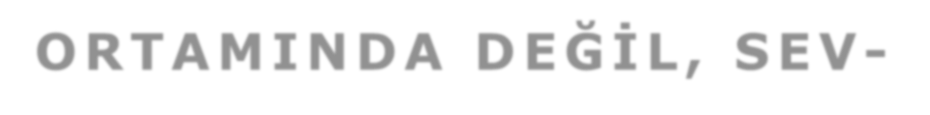 ORTAMINDA DEĞİL, SEV-